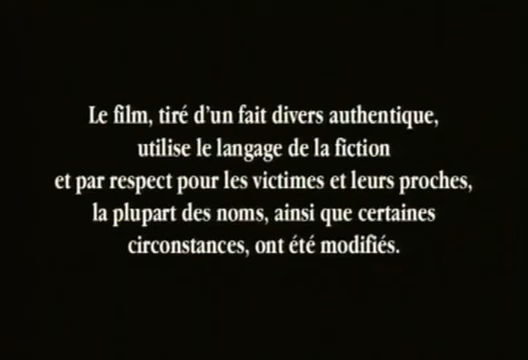 Le film, tiré d'un fait divers authentique,
utilise le langage de la fiction
et par respect pour les victimes et leurs proches,
la plupart des noms, ainsi que certaines
circonstances, ont été modifiés.